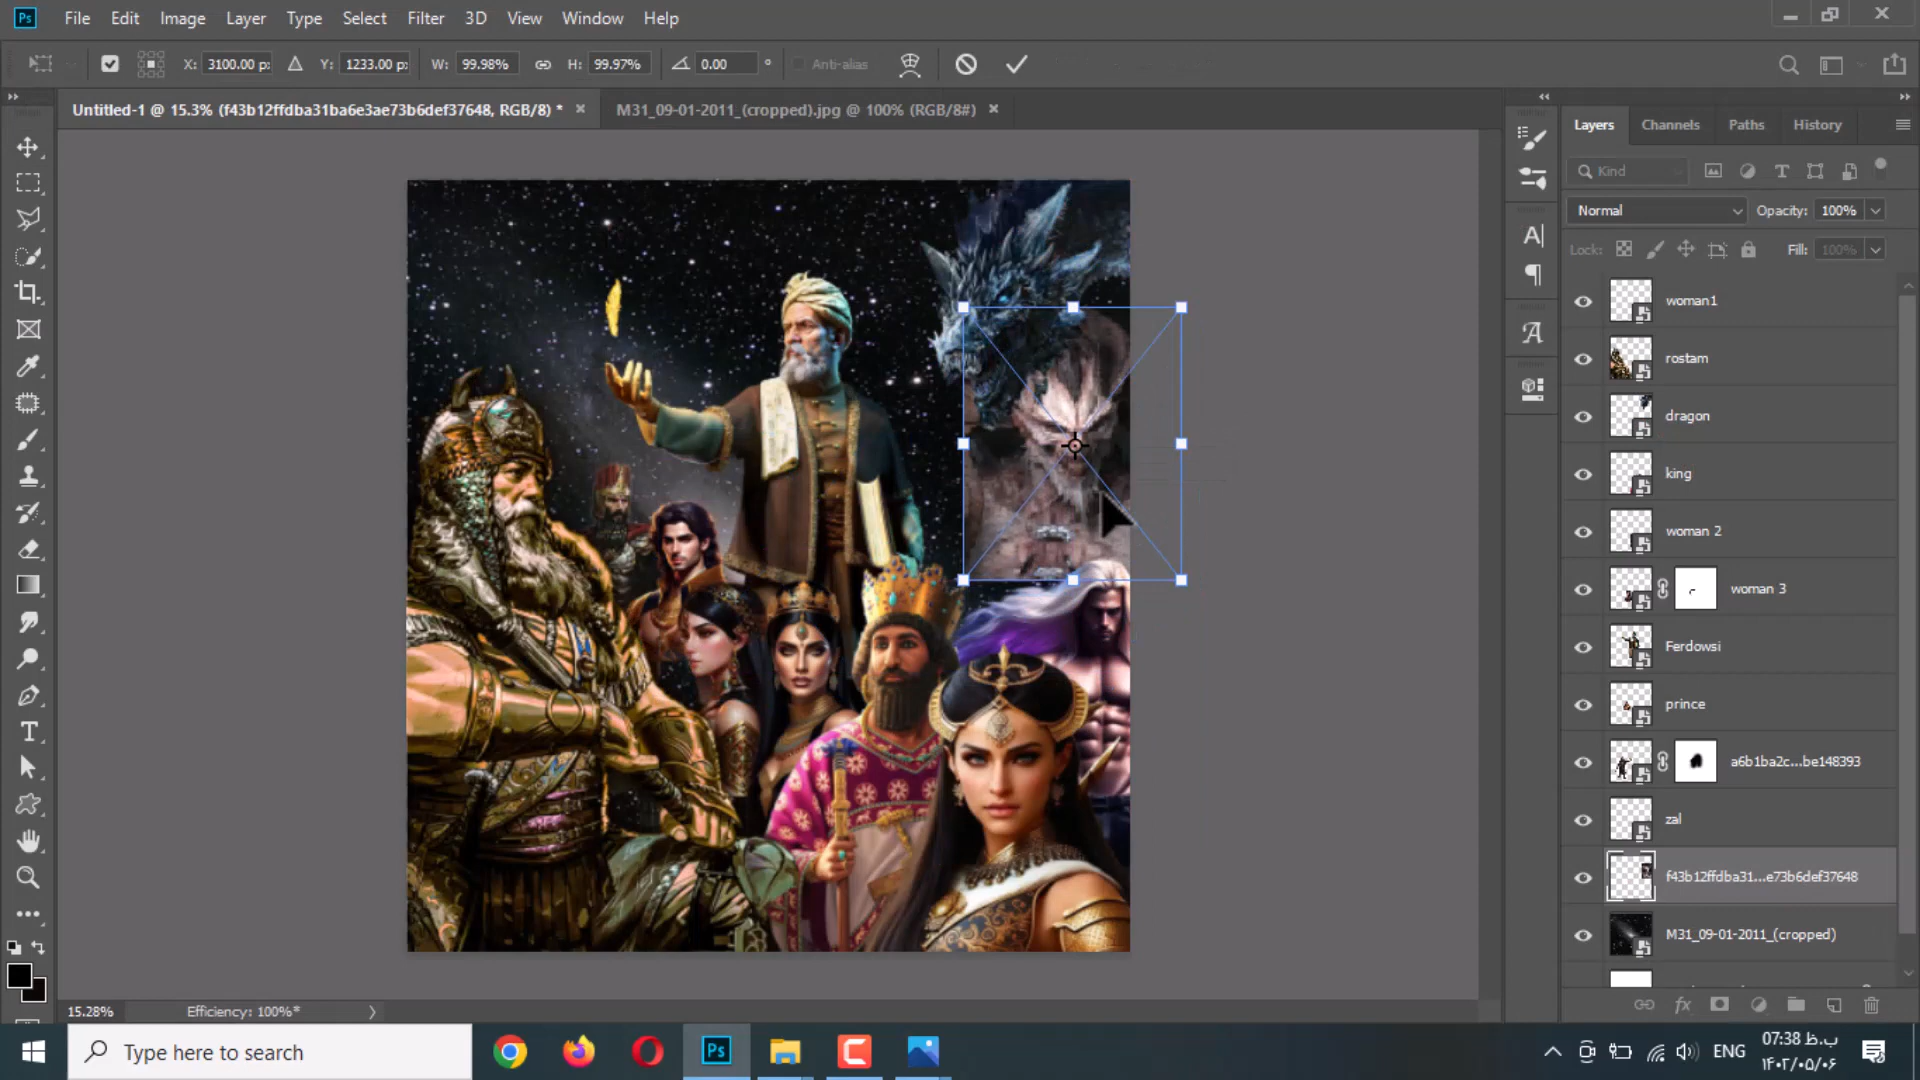 Ps File Edit Image Layer Type Select Filter 3D View Window Help
X: 3100.00 p: Y: 1233.00 p: W: 99.98% H: 99.97% 0.00 ° Anti-alias
Untitled-1 @ 15.3% (f43b12ffdba31ba6e3ae73b6def37648, RGB/8) * M31_09-01-2011_(cropped).jpg @ 100% (RGB/8#)
Layers Channels Paths History
Kind
Normal Opacity: 100%
Lock: Fill: 100%
woman1
rostam
dragon
king
woman 2
woman 3
Ferdowsi
prince
a6b1ba2c...be148393
zal
f43b12ffdba31...e73b6def37648
M31_09-01-2011_(cropped)
15.28% Efficiency: 100%*
Type here to search
Ps
ENG
07:38 ب.ظ
۱۴۰۲/۰۵/۰۶